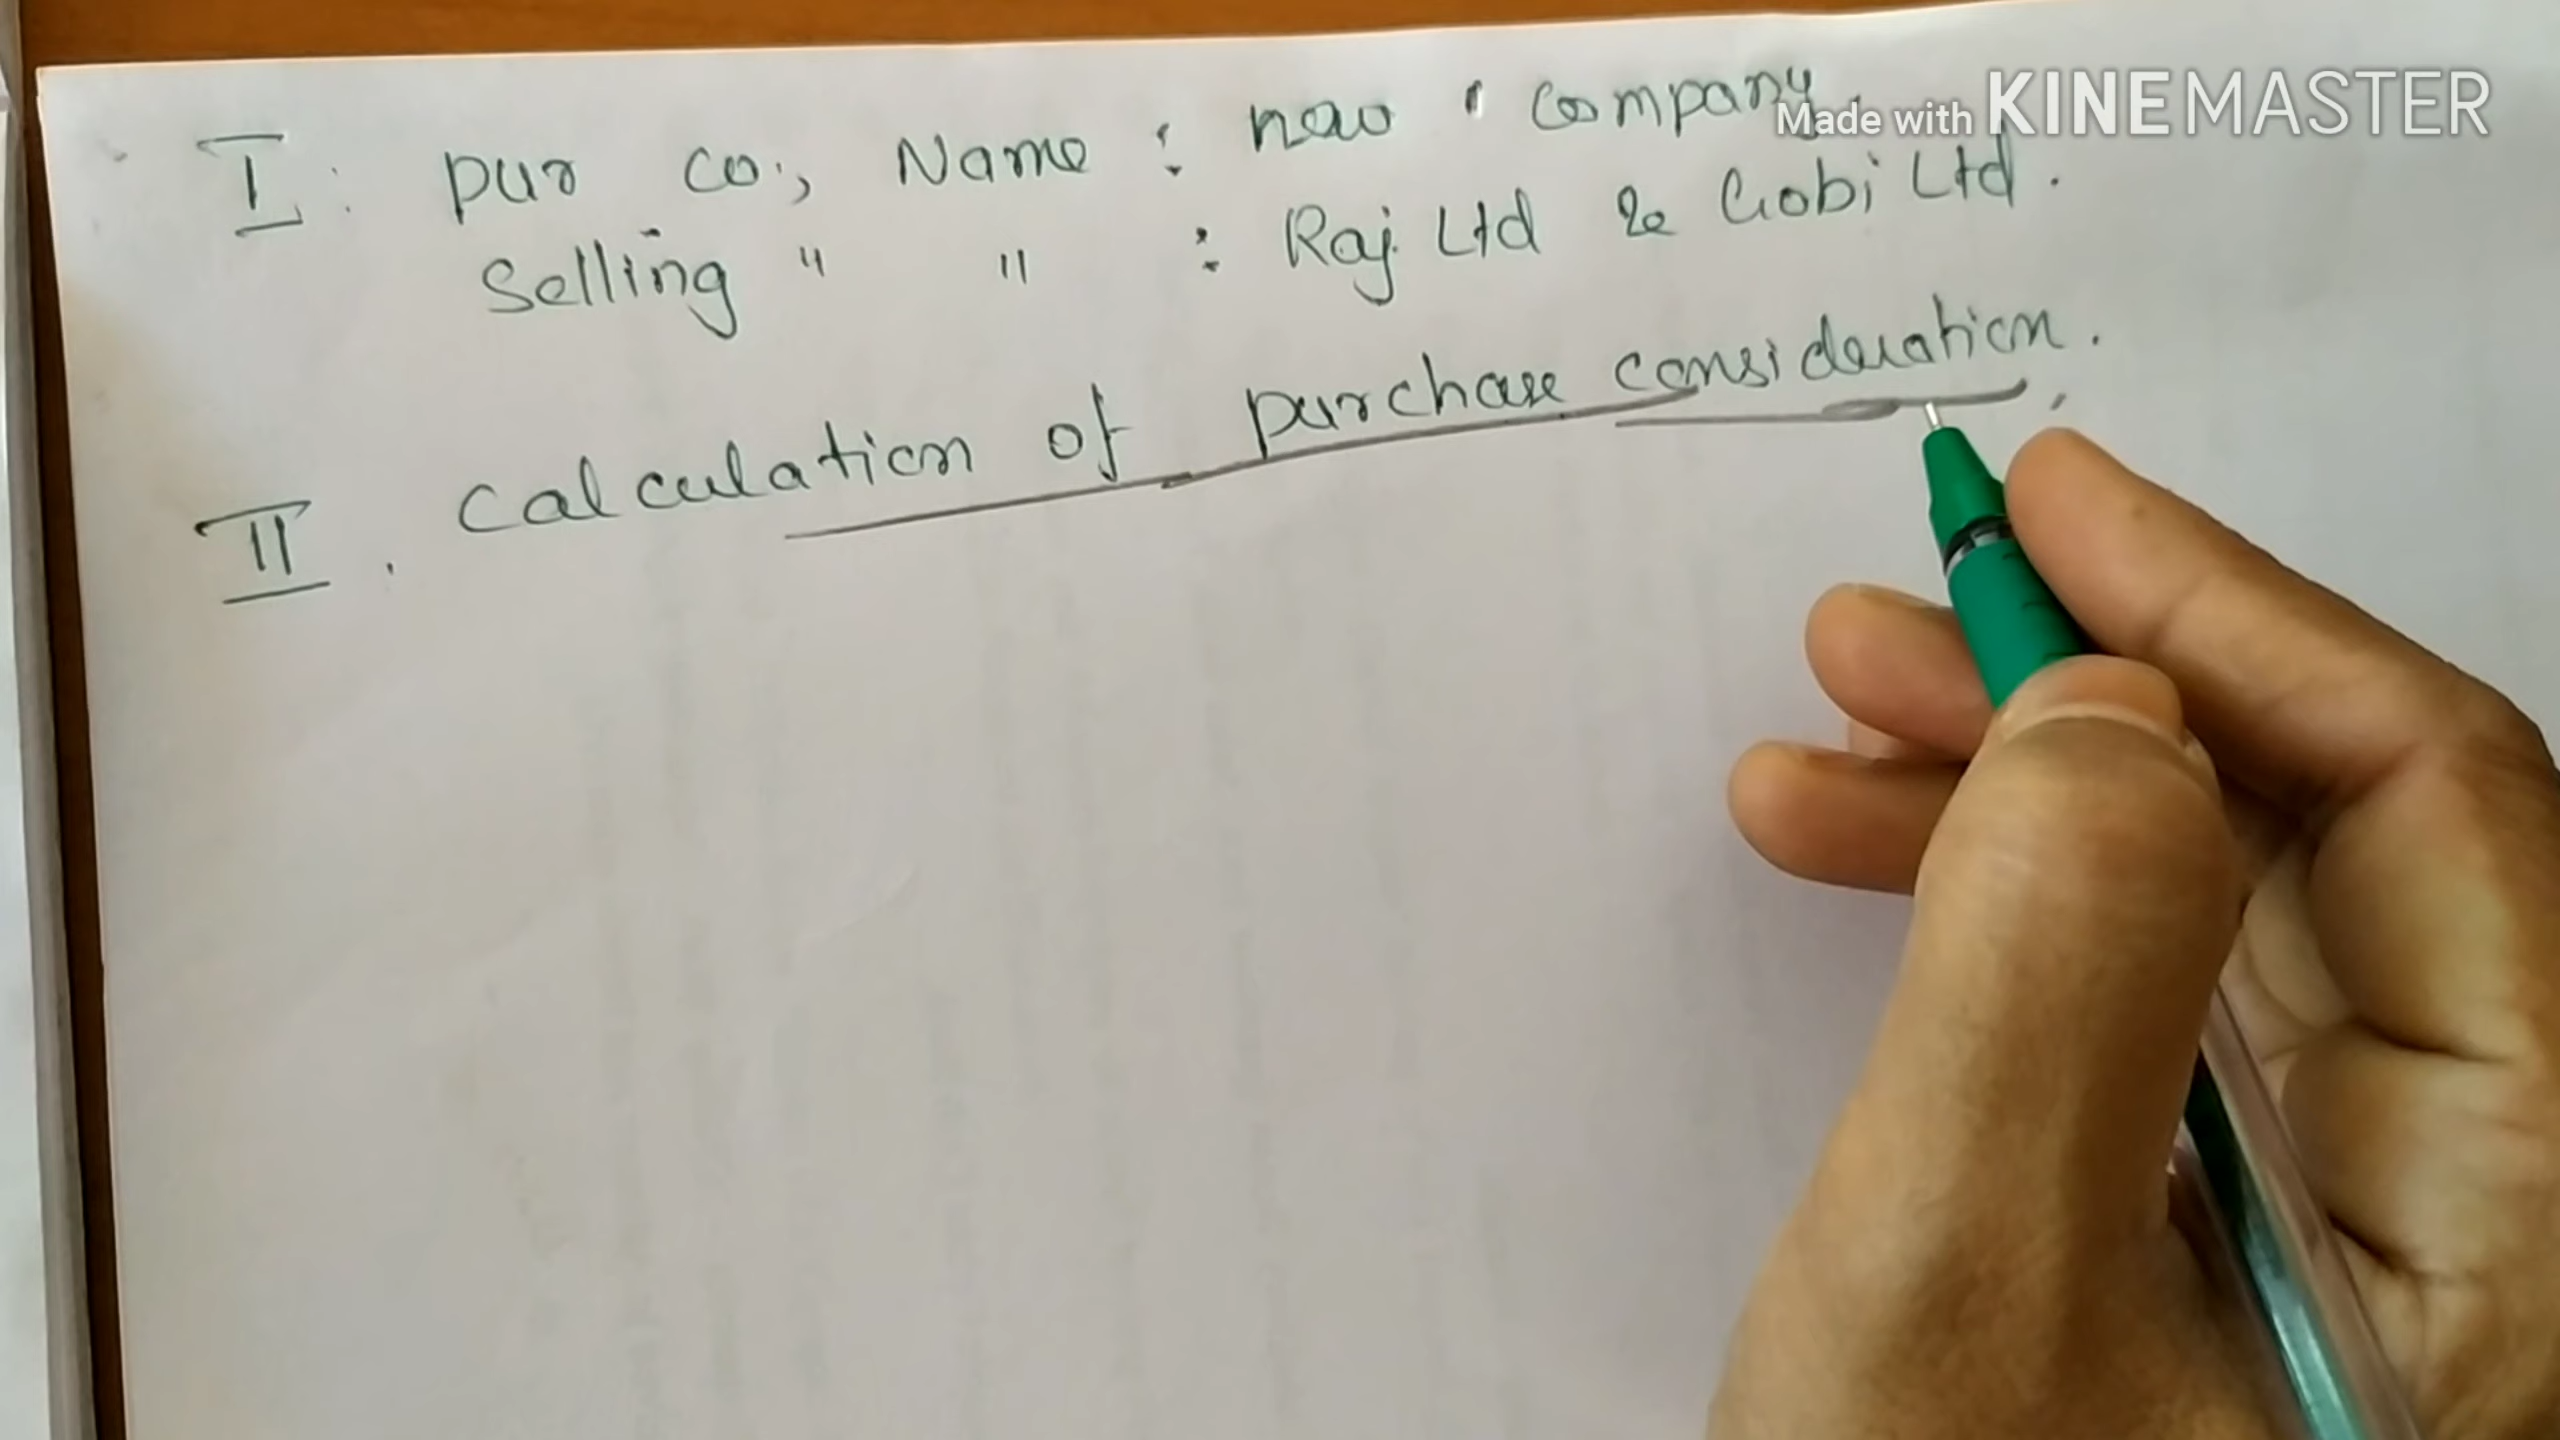 I : pur co., Name : new company.
Selling " " : Raj Ltd & Gobi Ltd.
II. Calculation of purchase consideration.
Made with KINEMASTER